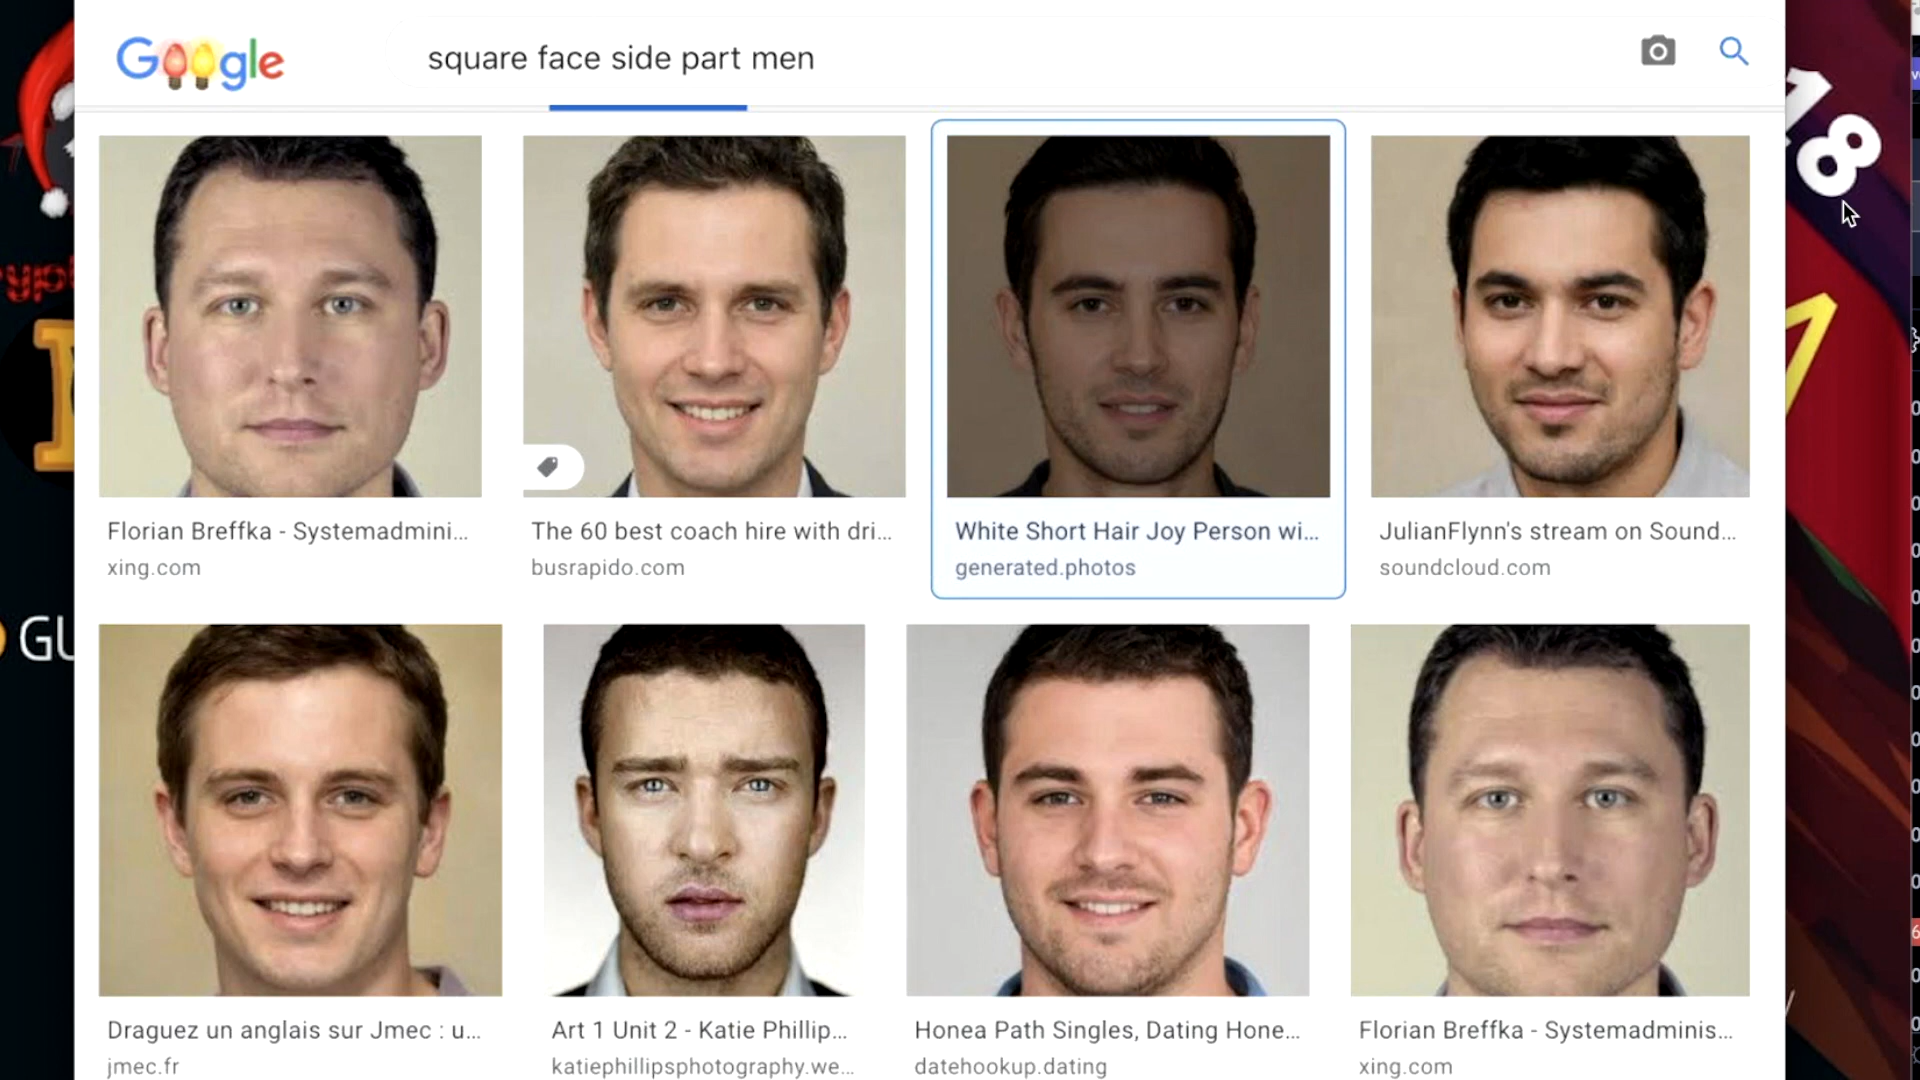 Google
square face side part men
18
ryp
GL
Florian Breffka - Systemadmini...
xing.com
The 60 best coach hire with dri...
busrapido.com
White Short Hair Joy Person wi...
generated.photos
JulianFlynn's stream on Sound...
soundcloud.com
Draguez un anglais sur Jmec : u...
jmec.fr
Art 1 Unit 2 - Katie Phillip...
katiephillipsphotography.we...
Honea Path Singles, Dating Hone...
datehookup.dating
Florian Breffka - Systemadminis...
xing.com